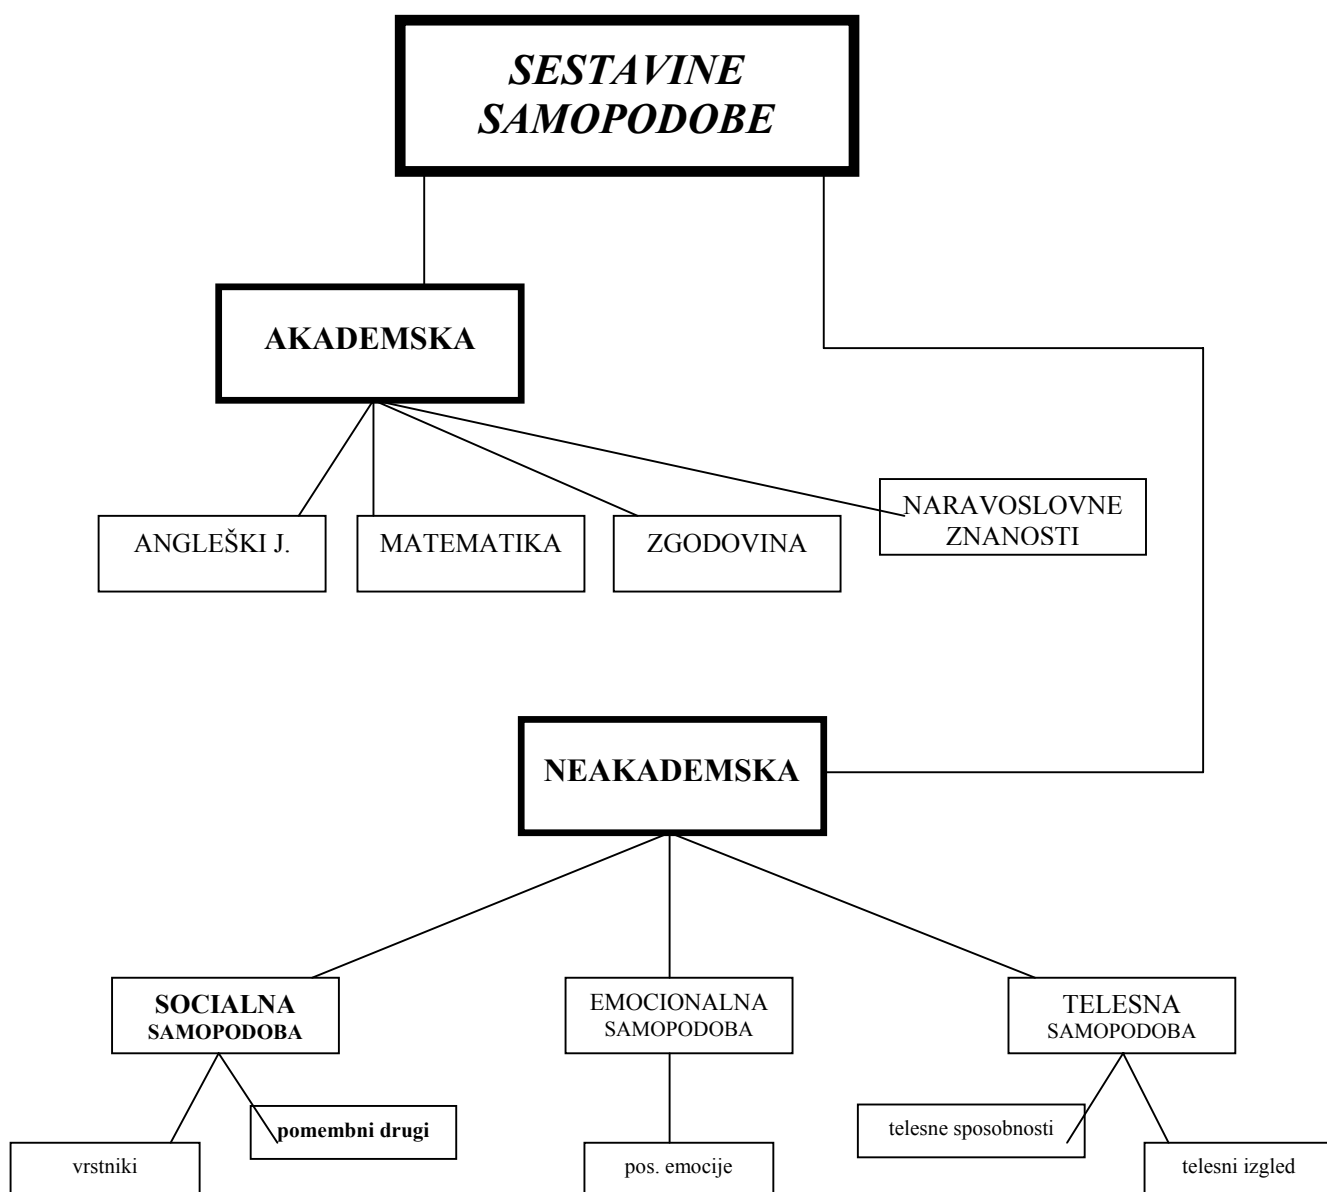 SESTAVINE
SAMOPODOBE
AKADEMSKA
ANGLEŠKI J.
MATEMATIKA
ZGODOVINA
NARAVOSLOVNE
ZNANOSTI
NEAKADEMSKA
SOCIALNA
SAMOPODOBA
EMOCIONALNA
SAMOPODOBA
TELESNA
SAMOPODOBA
vrstniki
pomembni drugi
pos. emocije
telesne sposobnosti
telesni izgled